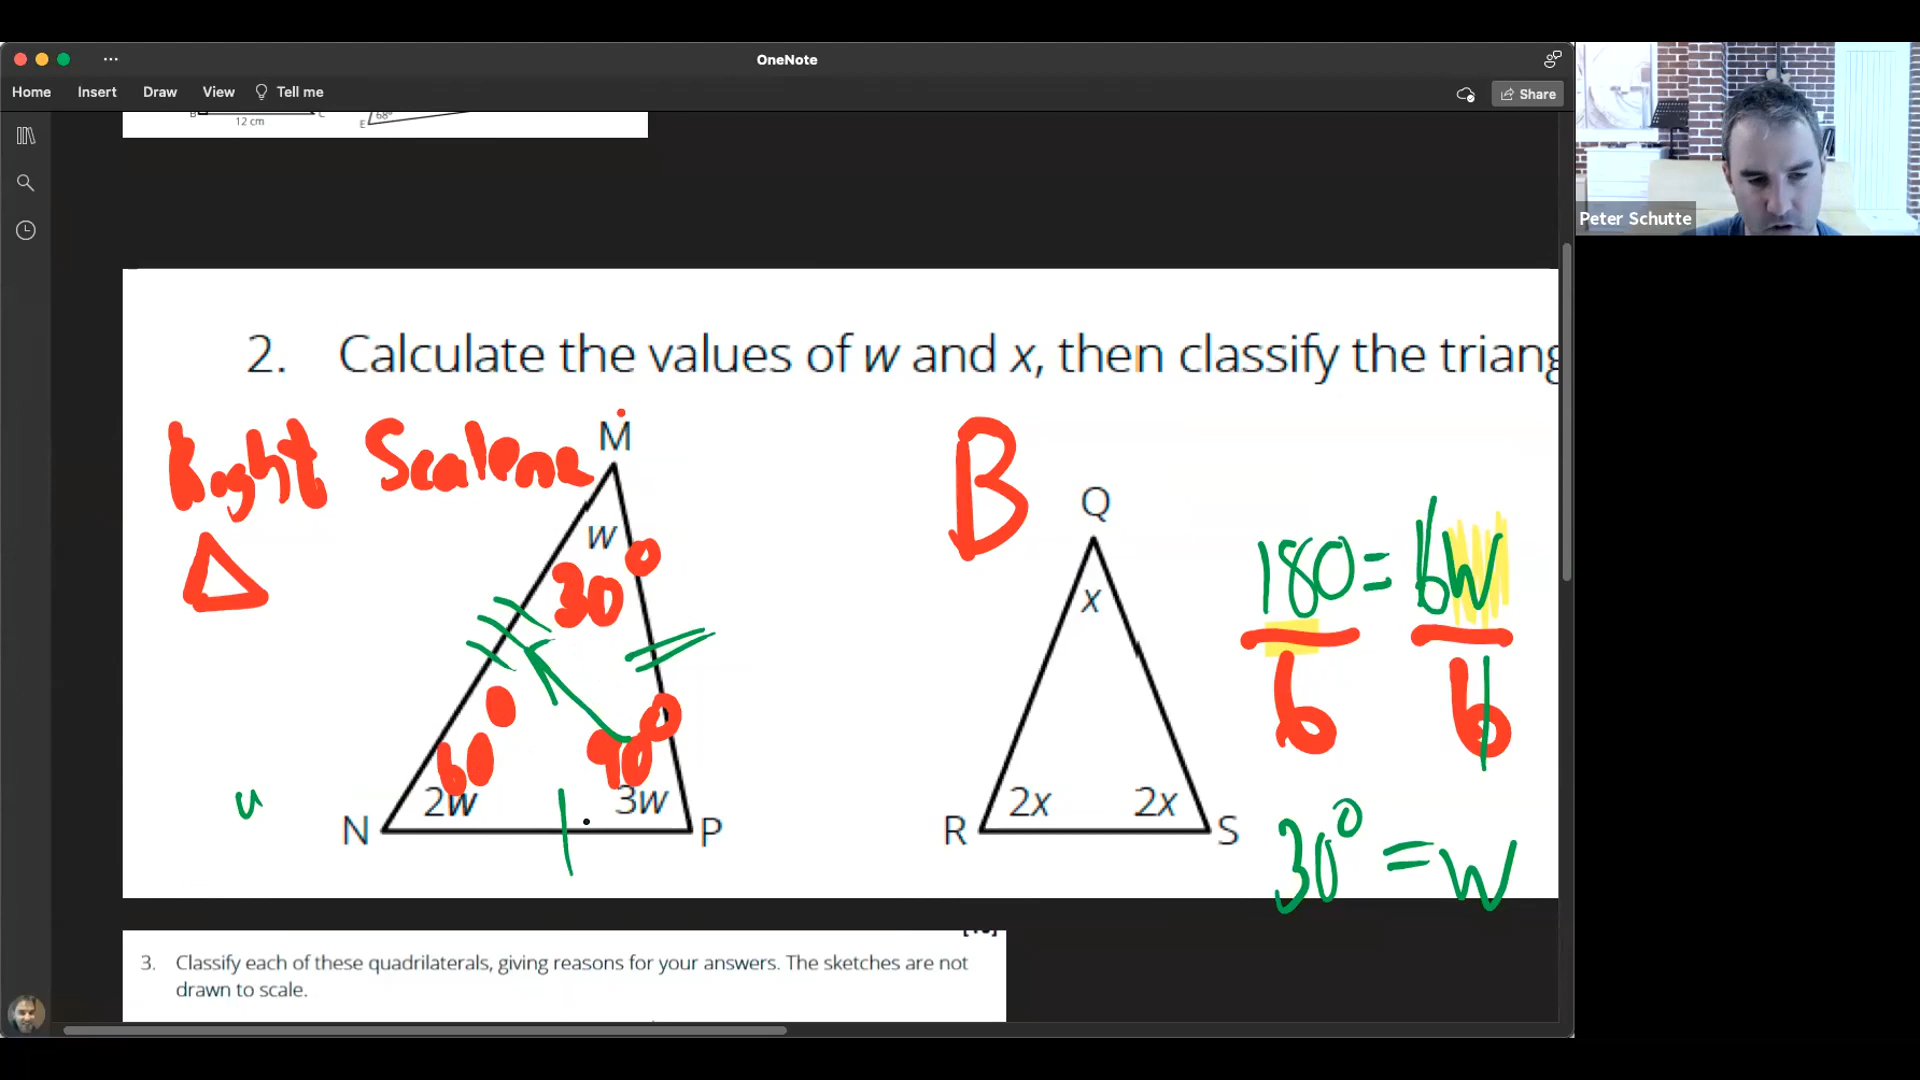 OneNote
Home Insert Draw View Tell me
Share
B C
12 cm
E 68°
Peter Schutte
2. Calculate the values of w and x, then classify the triang
Right Scalene
M
w
30°
60°
90°
2w
3w
N
P
B
Q
x
2x
2x
R
S
180 = 6w
6 6
30° = w
3. Classify each of these quadrilaterals, giving reasons for your answers. The sketches are not
drawn to scale.